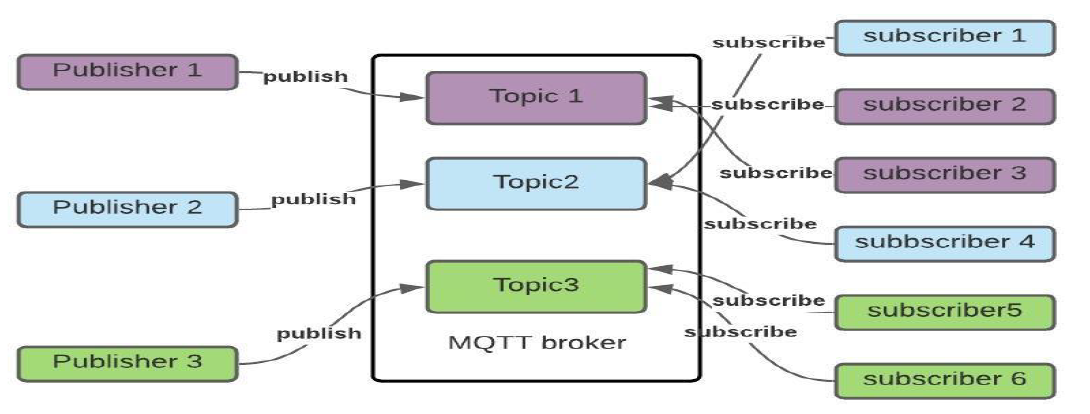 Publisher 1
publish
Topic 1
subscribe
subscriber 1
subscribe
subscriber 2
Publisher 2
publish
Topic2
subscribe
subscriber 3
subscribe
subbscriber 4
Publisher 3
publish
Topic3
subscribe
subscriber5
subscribe
subscriber 6
MQTT broker